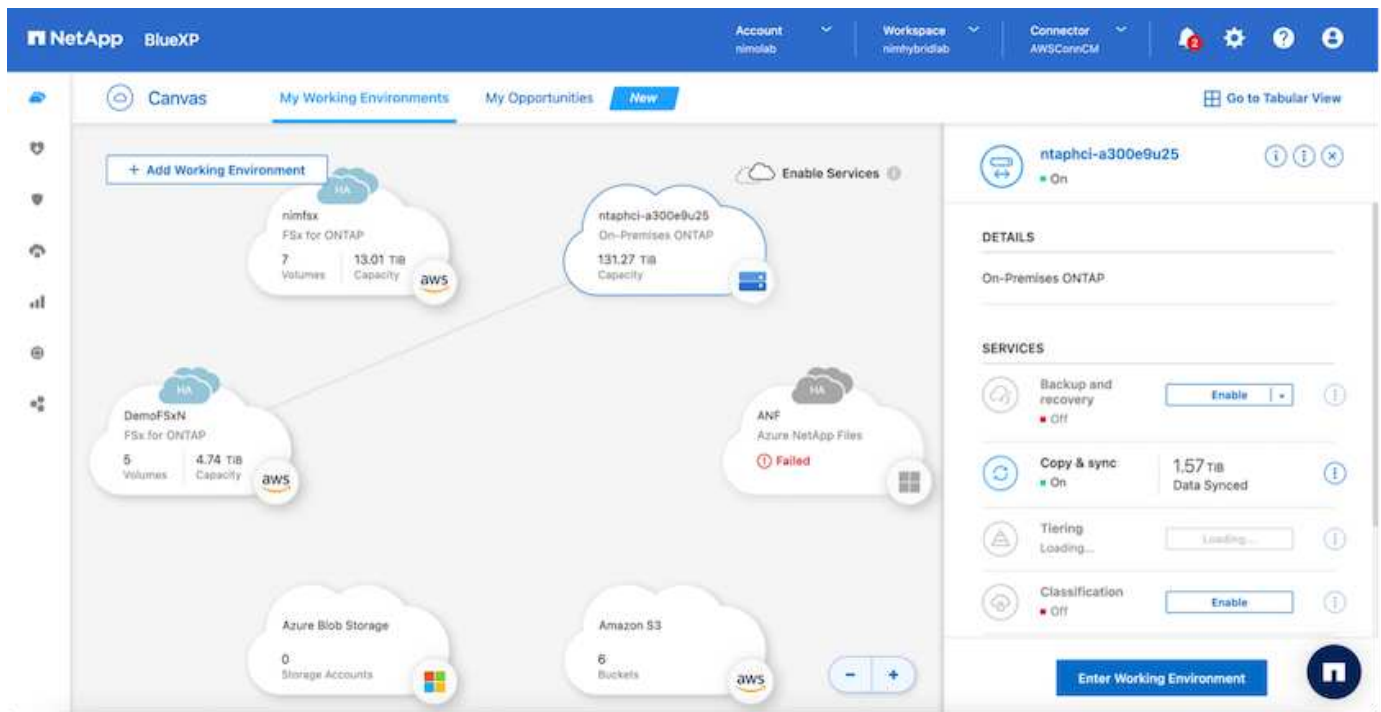 NetApp BlueXP
Account
nimolab
Workspace
nimhybridlab
Connector
AWSConnCM
2
Canvas
My Working Environments
My Opportunities
New
Go to Tabular View
+ Add Working Environment
Enable Services
HA
nimfsx
FSx for ONTAP
7 13.01 TiB
Volumes Capacity
aws
ntaphci-a300e9u25
On-Premises ONTAP
131.27 TiB
Capacity
HA
DemoFSxN
FSx for ONTAP
5 4.74 TiB
Volumes Capacity
aws
HA
ANF
Azure NetApp Files
Failed
Azure Blob Storage
0
Storage Accounts
Amazon S3
6
Buckets
aws
- +
ntaphci-a300e9u25
On
DETAILS
On-Premises ONTAP
SERVICES
Backup and
recovery
Off
Enable
Copy & sync
On
1.57 TiB
Data Synced
Tiering
Loading...
Loading...
Classification
Off
Enable
Enter Working Environment